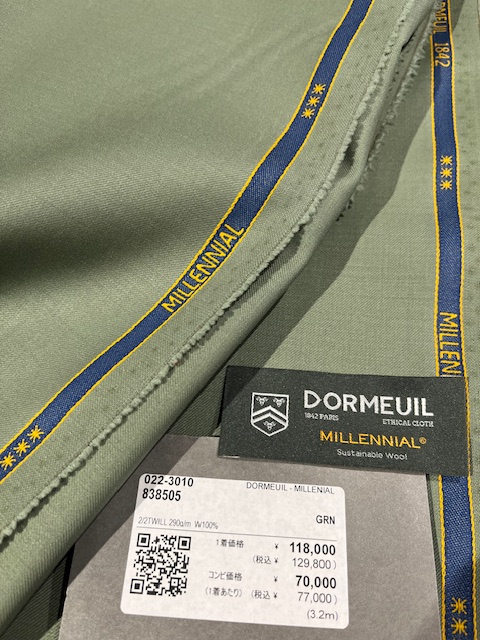 DORMEUIL 1842
✳✳✳
✳✳✳
MILLENNIAL
MILLEN
✳✳✳
DORMEUIL
1842 PARIS
ETHICAL CLOTH
MILLENNIAL®
Sustainable Wool
022-3010
DORMEUIL - MILLENIAL
838505
GRN
2/2TWILL 290g/m W100%
1着価格 ¥ 118,000
(税込 ¥ 129,800)
コンビ価格 ¥ 70,000
(1着あたり) (税込 ¥ 77,000)
(3.2m)